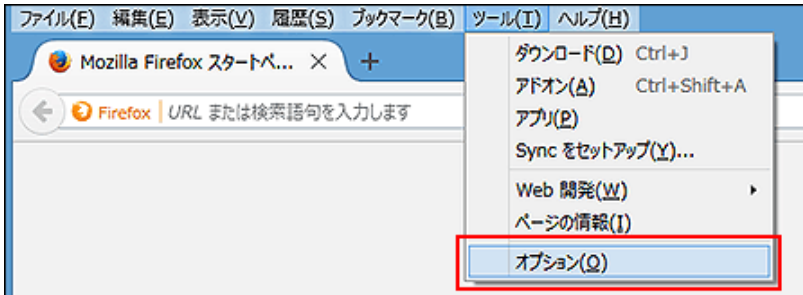 ファイル(F) 編集(E) 表示(V) 履歴(S) ブックマーク(B) ツール(T) ヘルプ(H)
Mozilla Firefox スタートペ...
Firefox URL または検索語句を入力します
ダウンロード(D) Ctrl+J
アドオン(A) Ctrl+Shift+A
アプリ(P)
Sync をセットアップ(Y)...
Web 開発(W)
ページの情報(I)
オプション(O)